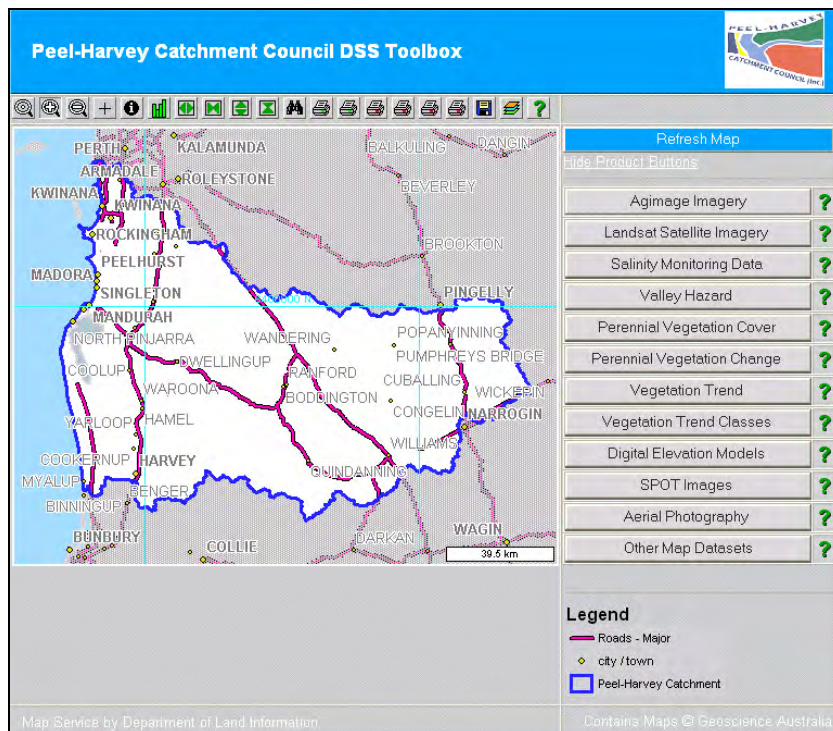 Peel-Harvey Catchment Council DSS Toolbox
PEEL-HARVEY
CATCHMENT COUNCIL (Inc.)
Refresh Map
Hide Product Buttons
PERTH
KALAMUNDA
BALKULING
DANGIN
ARMADALE
ROLEYSTONE
BEVERLEY
KWINANA
KWINANA
ROCKINGHAM
BROOKTON
PEELHURST
MADORA
SINGLETON
PINGELLY
MANDURAH
NORTH PINJARRA
WANDERING
POPANYINNING
DWELLINGUP
PUMPHREYS BRIDGE
COOLUP
RANFORD
CUBALLING
WAROONA
BODDINGTON
WICKEPIN
YARLOOP
HAMEL
CONGELIN
NARROGIN
WILLIAMS
COOKERNUP
HARVEY
QUINDANNING
MYALUP
BENGER
BINNINGUP
BUNBURY
WAGIN
COLLIE
DARKAN
39.5 km
Agimage Imagery ?
Landsat Satellite Imagery ?
Salinity Monitoring Data ?
Valley Hazard ?
Perennial Vegetation Cover ?
Perennial Vegetation Change ?
Vegetation Trend ?
Vegetation Trend Classes ?
Digital Elevation Models ?
SPOT Images ?
Aerial Photography ?
Other Map Datasets ?
Legend
Roads - Major
city / town
Peel-Harvey Catchment
Map Service by Department of Land Information
Contains Maps © Geoscience Australia